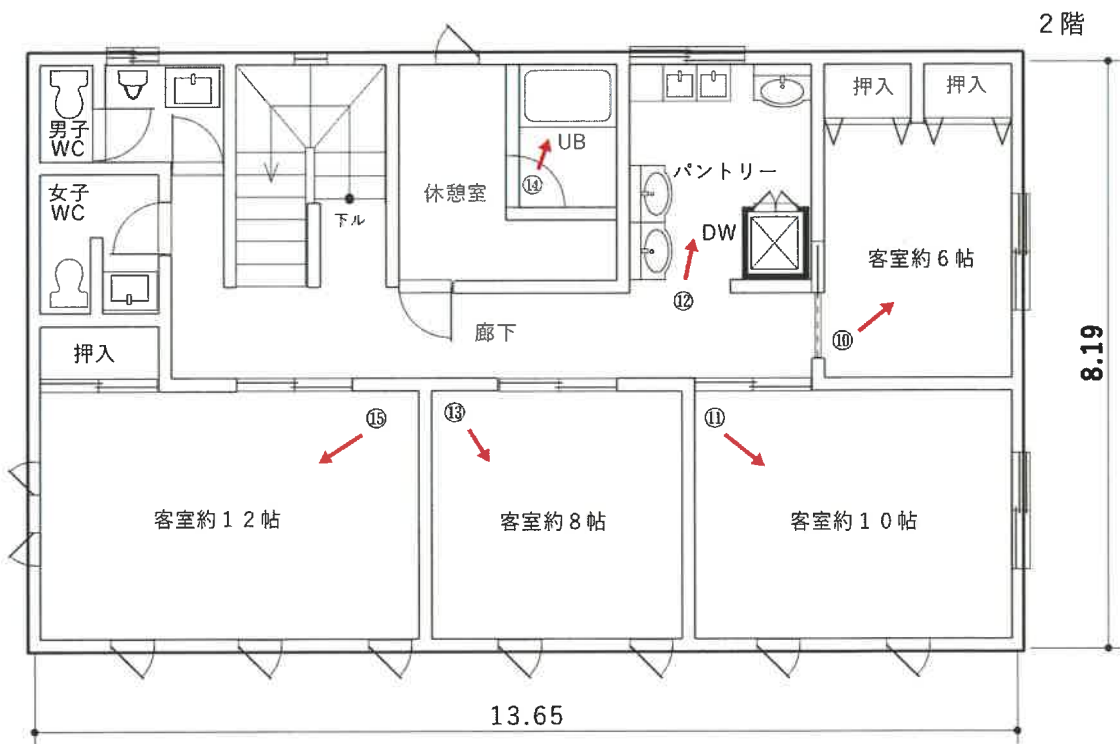 2階
押入
押入
男子
WC
UB
パントリー
⑭
女子
WC
休憩室
下ル
DW
客室約6帖
⑫
廊下
⑩
押入
8.19
⑮
⑬
⑪
客室約12帖
客室約8帖
客室約10帖
13.65